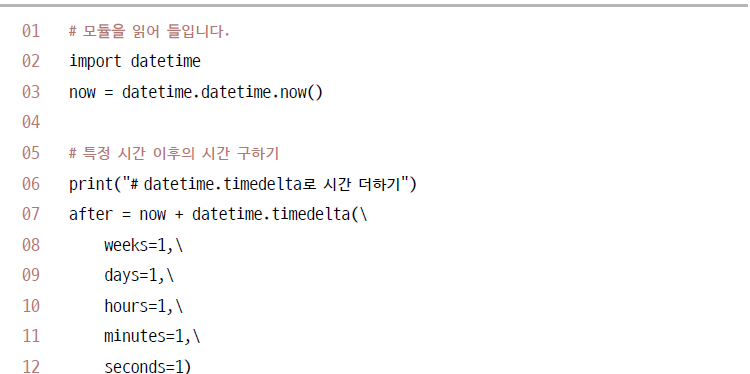 01 # 모듈을 읽어 들입니다.
02 import datetime
03 now = datetime.datetime.now()
04
05 # 특정 시간 이후의 시간 구하기
06 print("# datetime.timedelta로 시간 더하기")
07 after = now + datetime.timedelta(\
08     weeks=1,\
09     days=1,\
10     hours=1,\
11     minutes=1,\
12     seconds=1)